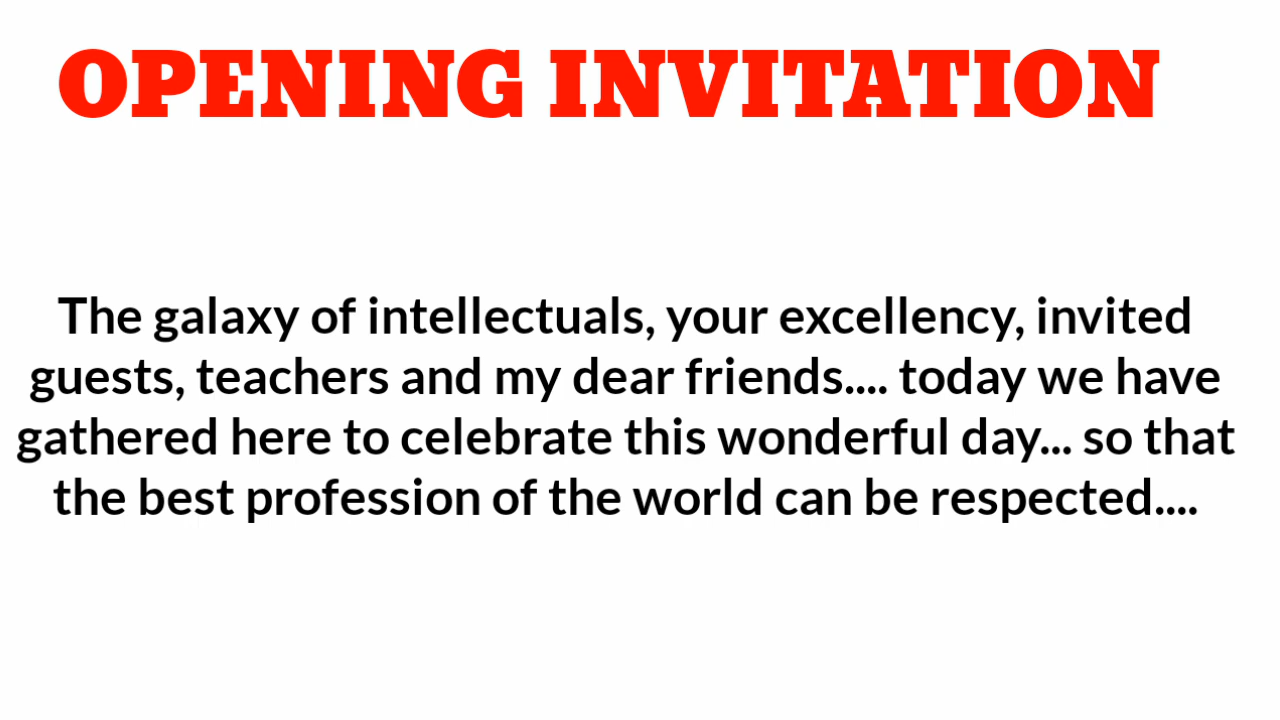 OPENING INVITATION
The galaxy of intellectuals, your excellency, invited
guests, teachers and my dear friends.... today we have
gathered here to celebrate this wonderful day... so that
the best profession of the world can be respected....